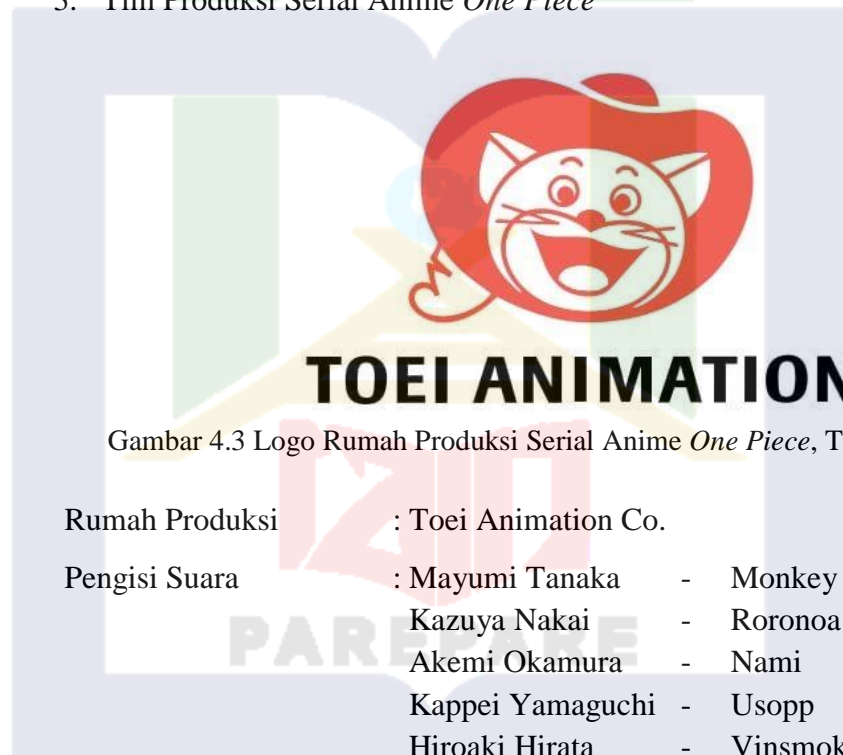 3. Tim Produksi Serial Anime One Piece
TOEI ANIMATION
Gambar 4.3 Logo Rumah Produksi Serial Anime One Piece, T
Rumah Produksi : Toei Animation Co.
Pengisi Suara : Mayumi Tanaka - Monkey
Kazuya Nakai - Roronoa
PAREPARE
Akemi Okamura - Nami
Kappei Yamaguchi - Usopp
Hiroaki Hirata - Vinsmok